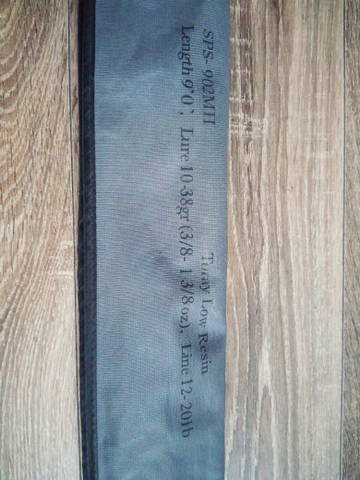 SPS- 902MH Toray Low Resin
Length 9'0", Lure 10-38gr (3/8- 1 3/8 oz), Line 12-20lb